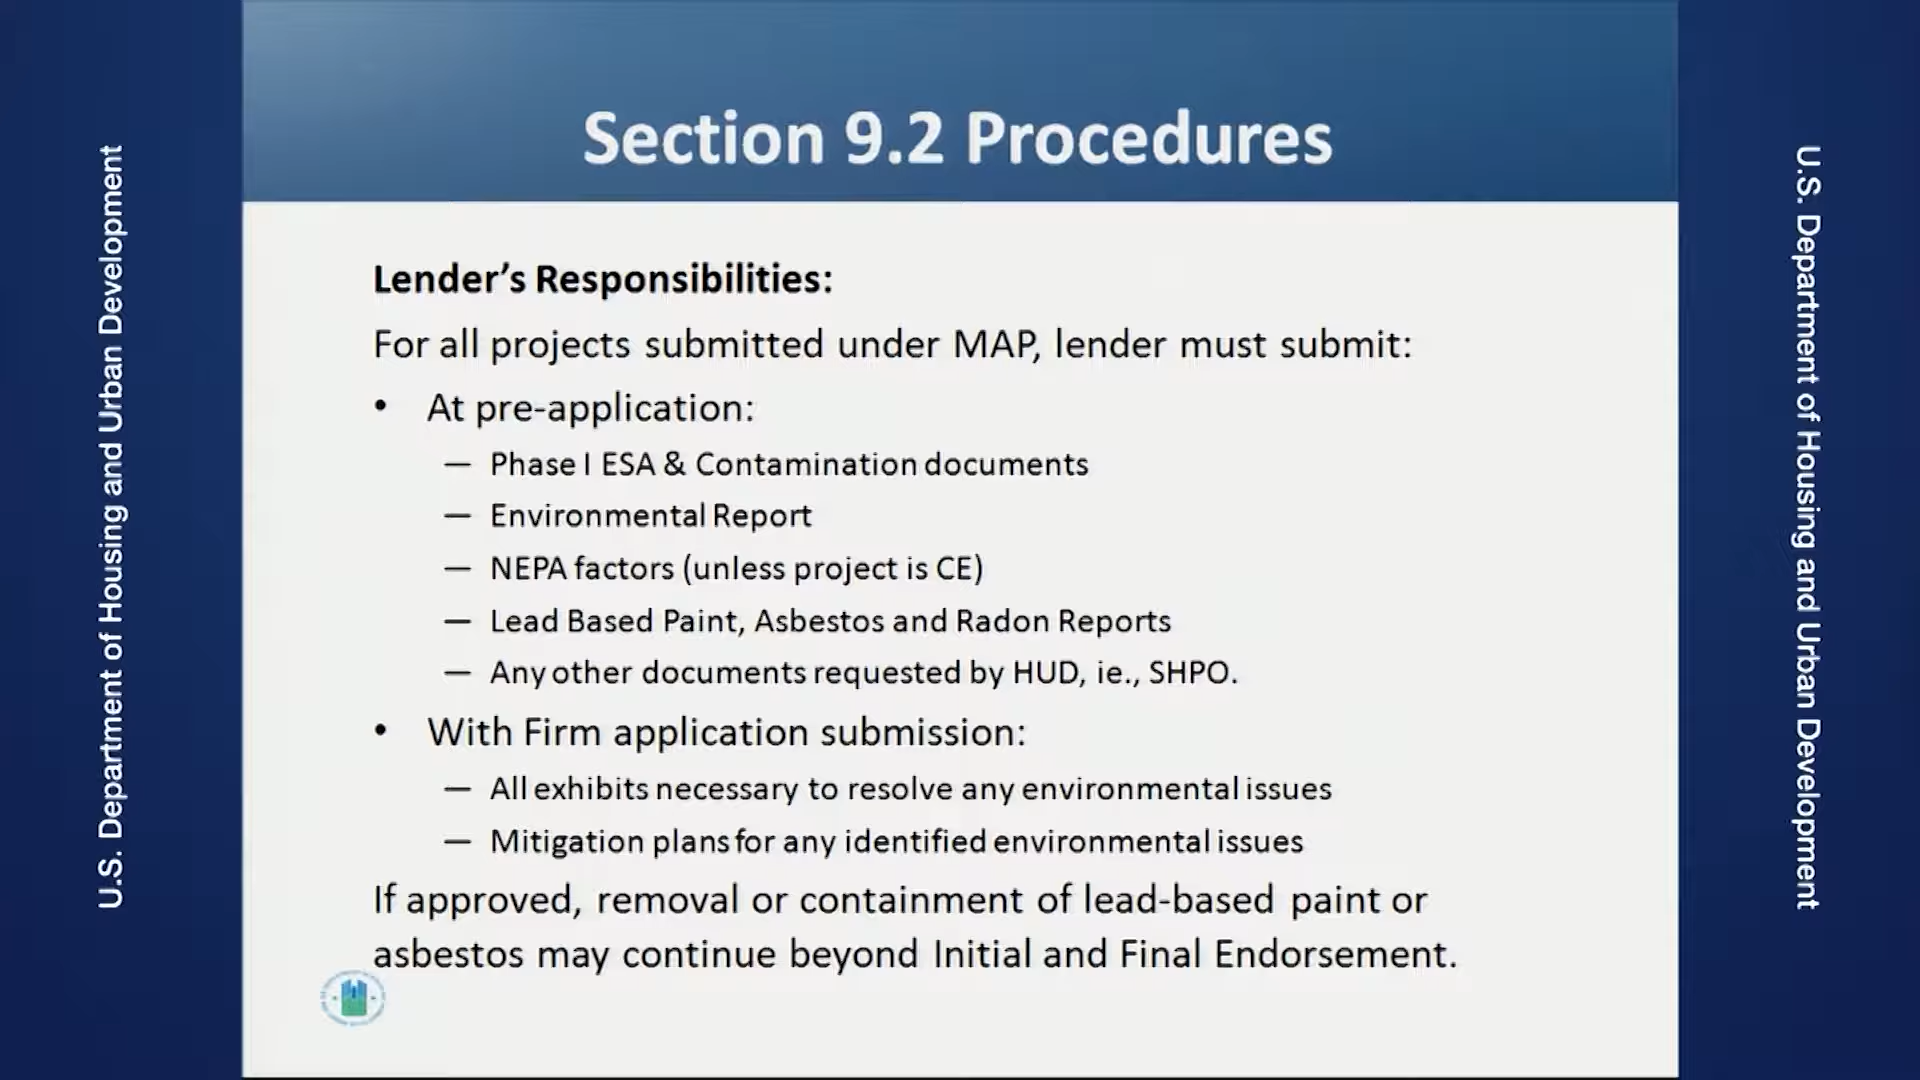 Section 9.2 Procedures
U.S. Department of Housing and Urban Development
Lender's Responsibilities:
For all projects submitted under MAP, lender must submit:
• At pre-application:
— Phase I ESA & Contamination documents
— Environmental Report
— NEPA factors (unless project is CE)
— Lead Based Paint, Asbestos and Radon Reports
— Any other documents requested by HUD, ie., SHPO.
• With Firm application submission:
— All exhibits necessary to resolve any environmental issues
— Mitigation plans for any identified environmental issues
If approved, removal or containment of lead-based paint or
asbestos may continue beyond Initial and Final Endorsement.
U.S. Department of Housing and Urban Development